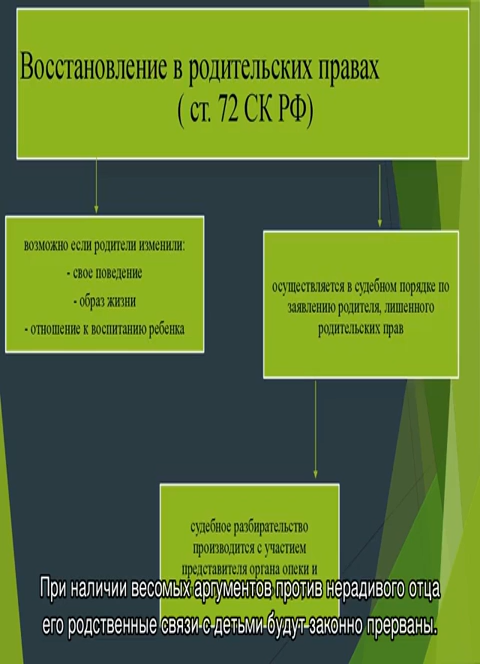 Восстановление в родительских правах
( ст. 72 СК РФ)
возможно если родители изменили:
- свое поведение
- образ жизни
- отношение к воспитанию ребенка
осуществляется в судебном порядке по
заявлению родителя, лишенного
родительских прав
судебное разбирательство
производится с участием
представителя органа опеки и
При наличии весомых аргументов против нерадивого отца
его родственные связи с детьми будут законно прерваны.